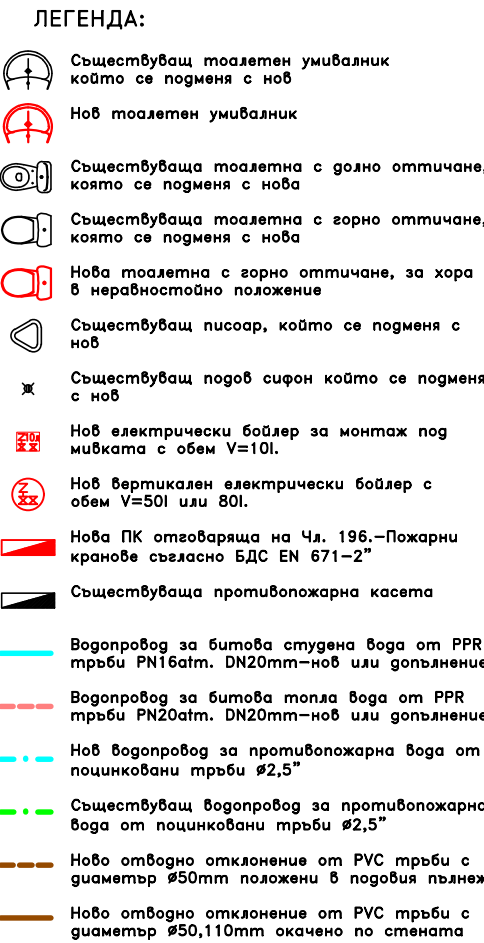 ЛЕГЕНДА:
Съществуващ тоалетен умивалник
който се подменя с нов
Нов тоалетен умивалник
Съществуваща тоалетна с долно оттичане,
която се подменя с нова
Съществуваща тоалетна с горно оттичане,
която се подменя с нова
Нова тоалетна с горно оттичане, за хора
в неравностойно положение
Съществуващ писоар, който се подменя с
нов
Съществуващ подов сифон който се подменя
с нов
Нов електрически бойлер за монтаж под
мивката с обем V=10l.
Нов вертикален електрически бойлер с
обем V=50l или 80l.
Нова ПК отговаряща на Чл. 196.–Пожарни
кранове съгласно БДС EN 671–2”
Съществуваща противопожарна касета
Водопровод за битова студена вода от PPR
тръби PN16atm. DN20mm–нов или допълнение
Водопровод за битова топла вода от PPR
тръби PN20atm. DN20mm–нов или допълнение
Нов водопровод за противопожарна вода от
поцинковани тръби ø2,5”
Съществуващ водопровод за противопожарна
вода от поцинковани тръби ø2,5”
Ново отводно отклонение от PVC тръби с
диаметър ø50mm положени в подовия пълнеж
Ново отводно отклонение от PVC тръби с
диаметър ø50,110mm окачено по стената